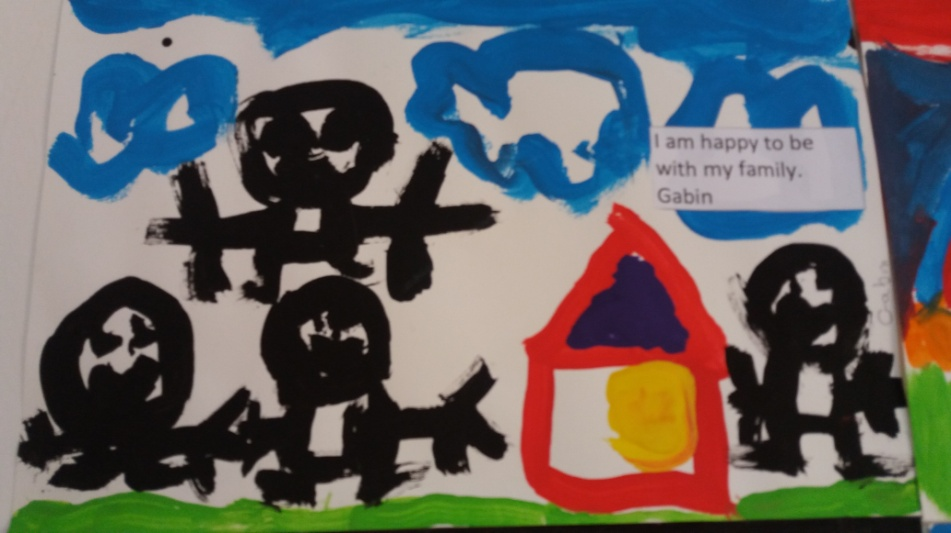 I am happy to be
with my family.
Gabin